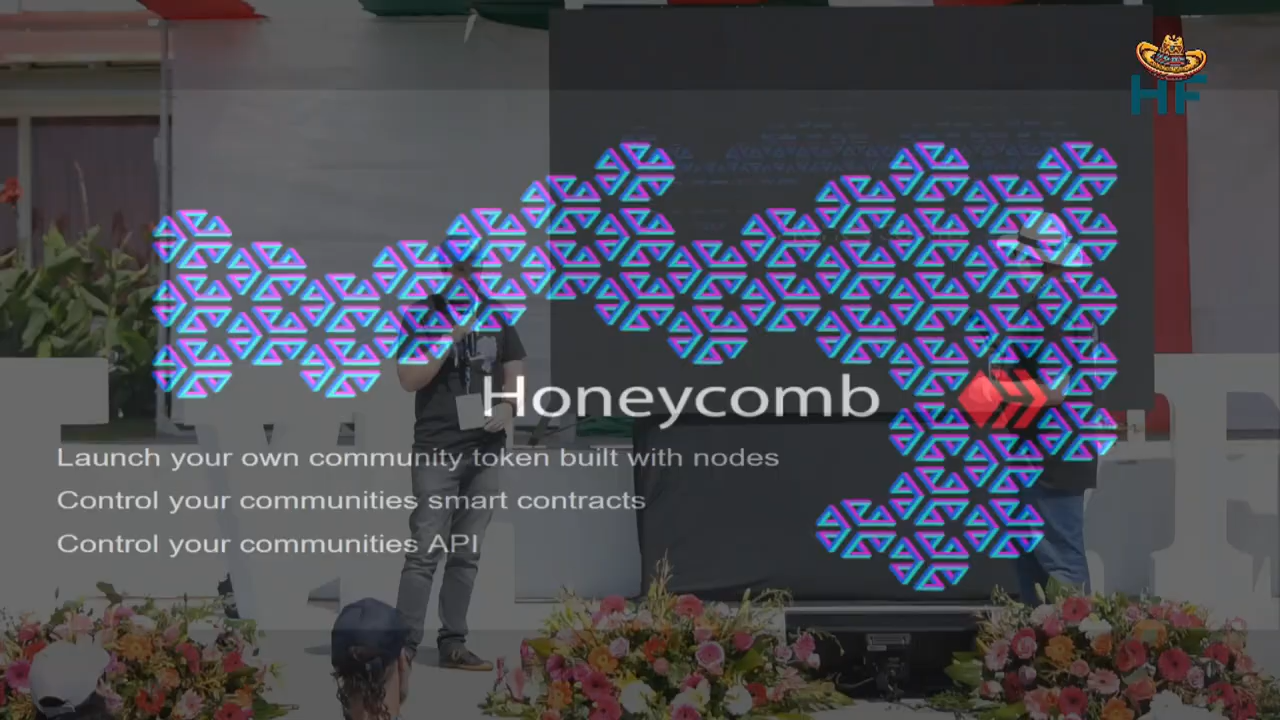 HF
Honeycomb
Launch your own community token built with nodes
Control your communities smart contracts
Control your communities API